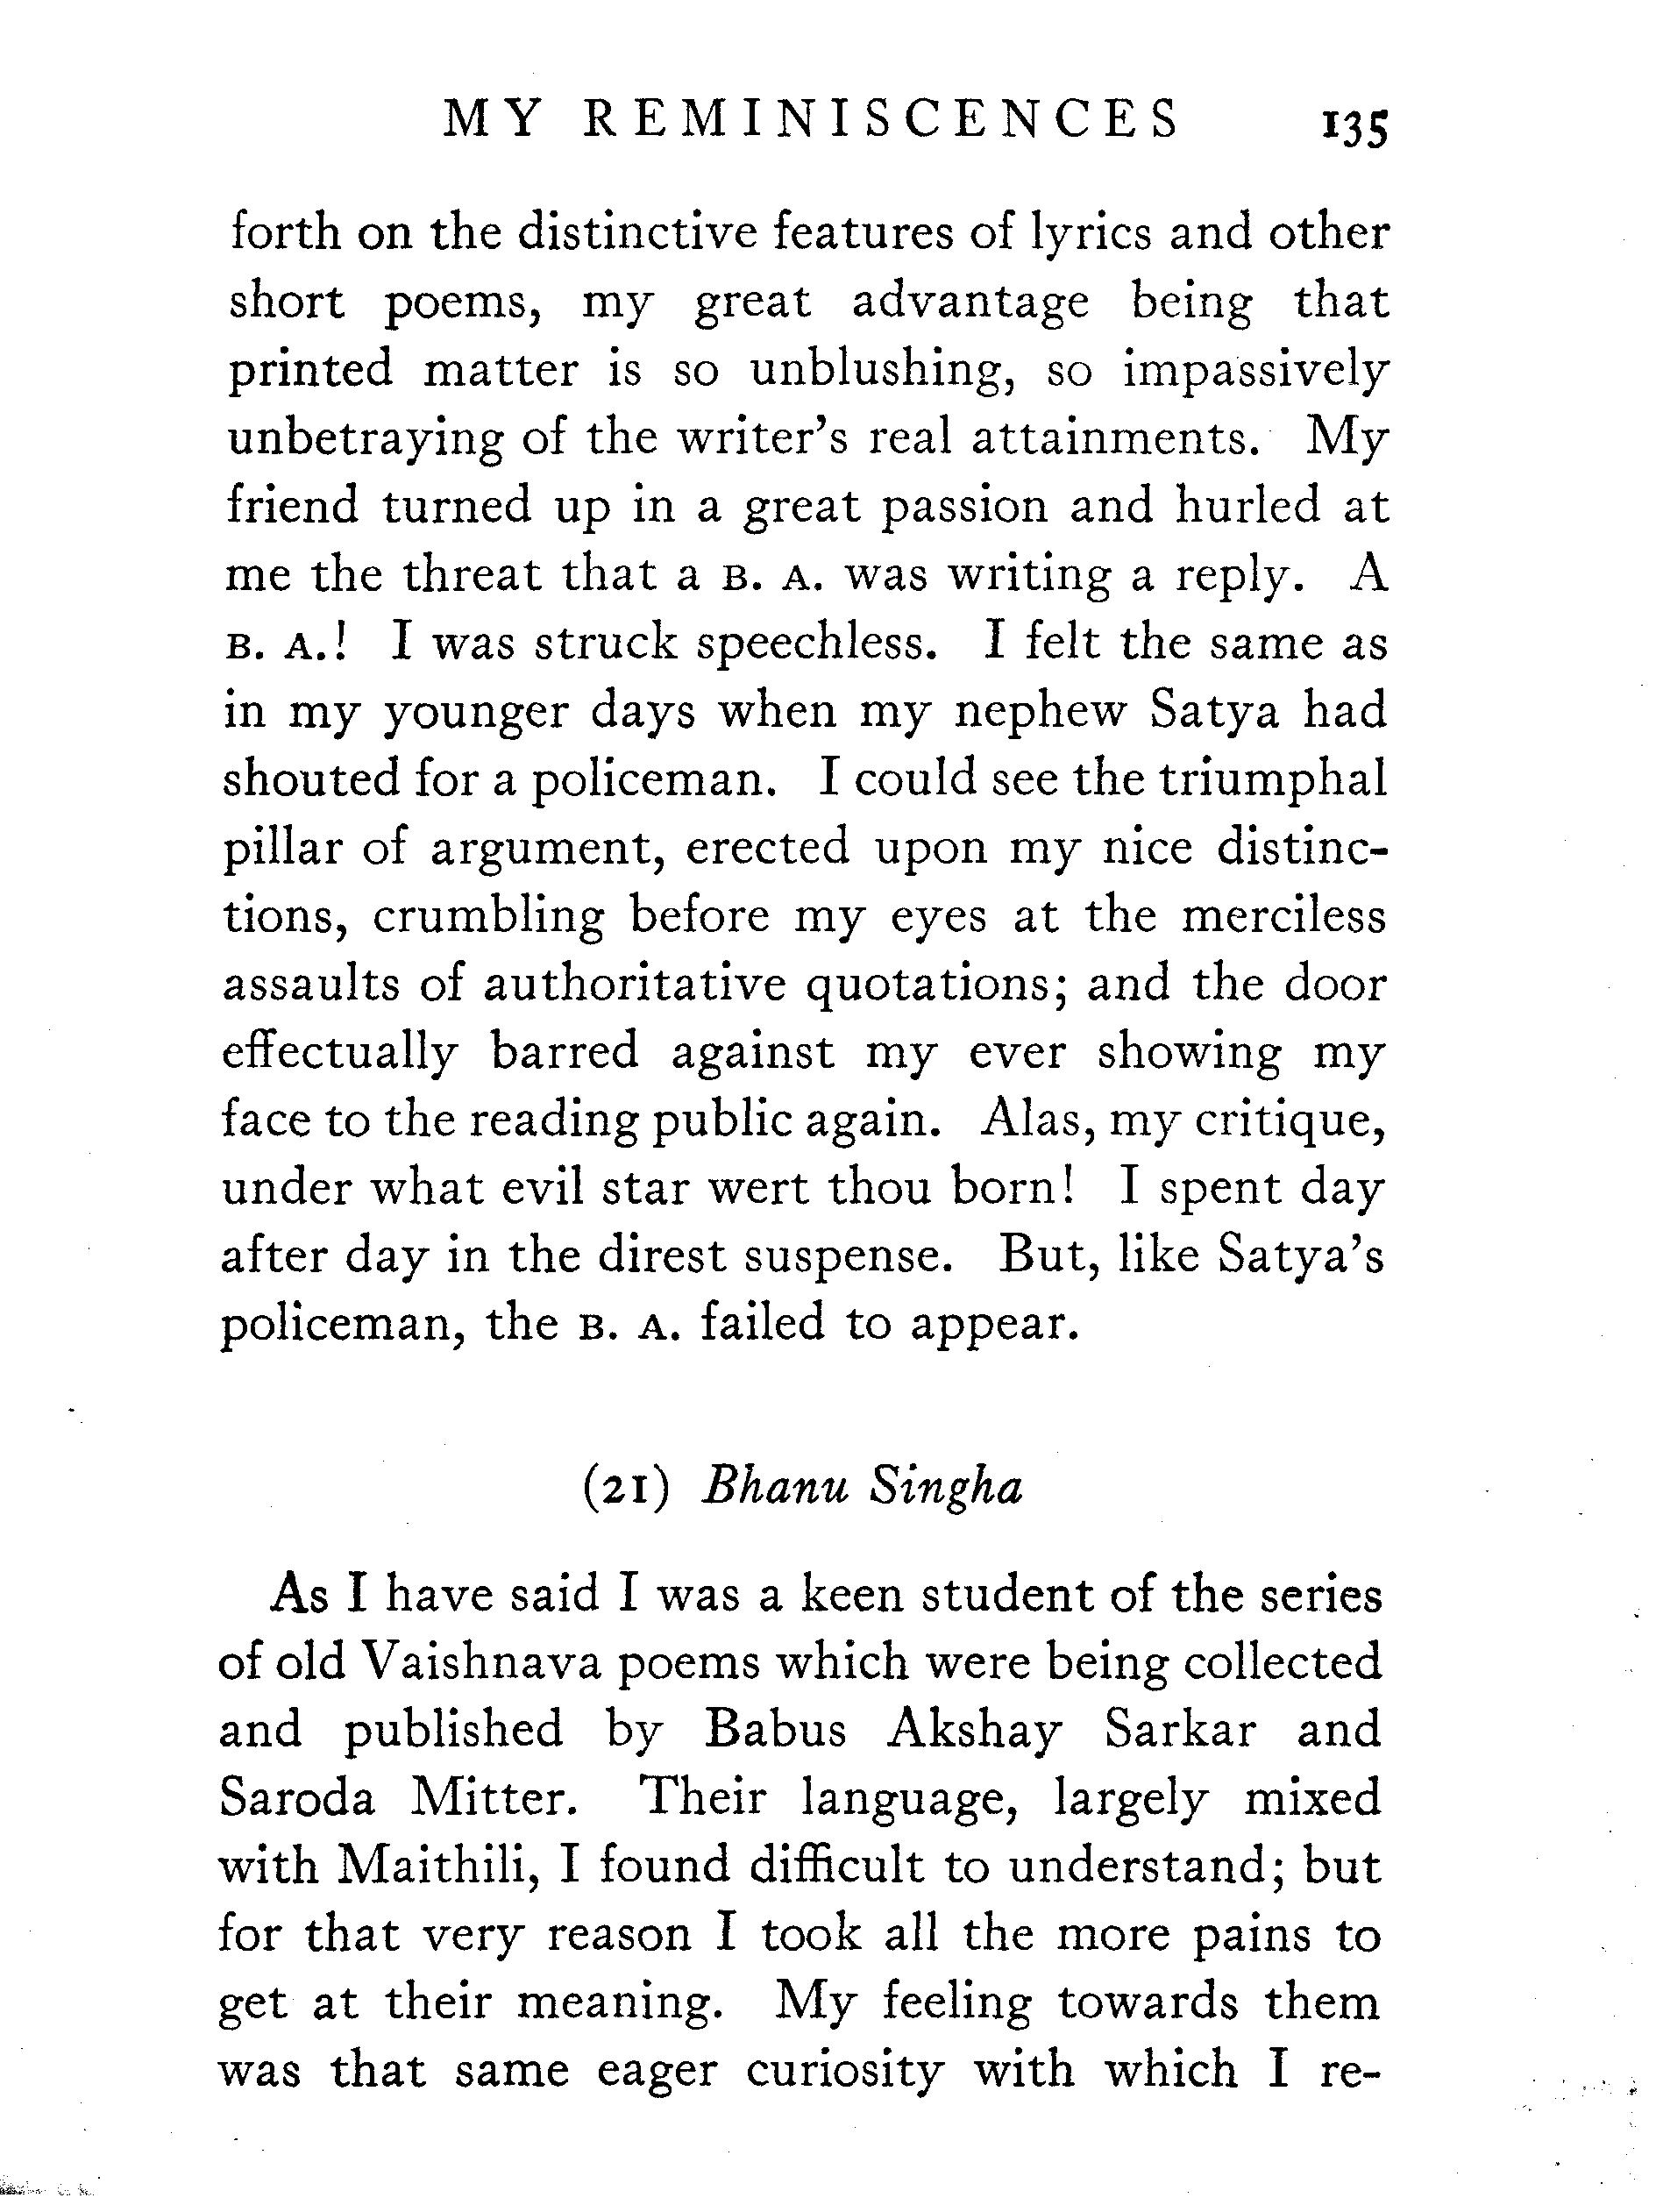 MY REMINISCENCES 135
forth on the distinctive features of lyrics and other
short poems, my great advantage being that
printed matter is so unblushing, so impassively
unbetraying of the writer's real attainments. My
friend turned up in a great passion and hurled at
me the threat that a B. A. was writing a reply. A
B. A.! I was struck speechless. I felt the same as
in my younger days when my nephew Satya had
shouted for a policeman. I could see the triumphal
pillar of argument, erected upon my nice distinc-
tions, crumbling before my eyes at the merciless
assaults of authoritative quotations; and the door
effectually barred against my ever showing my
face to the reading public again. Alas, my critique,
under what evil star wert thou born! I spent day
after day in the direst suspense. But, like Satya's
policeman, the B. A. failed to appear.
(21) Bhanu Singha
As I have said I was a keen student of the series
of old Vaishnava poems which were being collected
and published by Babus Akshay Sarkar and
Saroda Mitter. Their language, largely mixed
with Maithili, I found difficult to understand; but
for that very reason I took all the more pains to
get at their meaning. My feeling towards them
was that same eager curiosity with which I re-